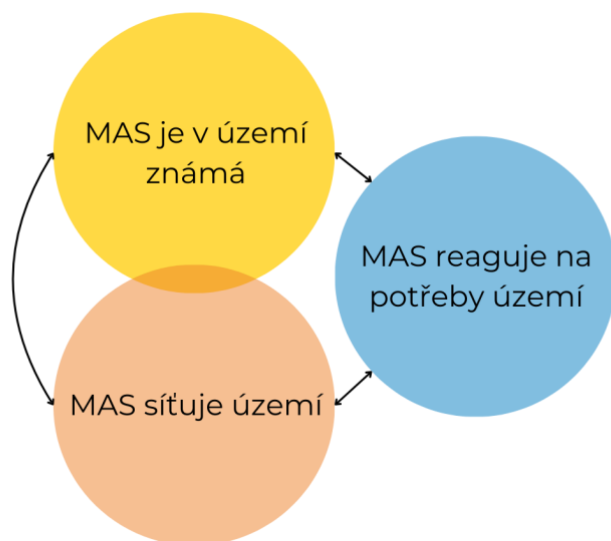 MAS je v území
známá
MAS reaguje na
potřeby území
MAS síťuje území